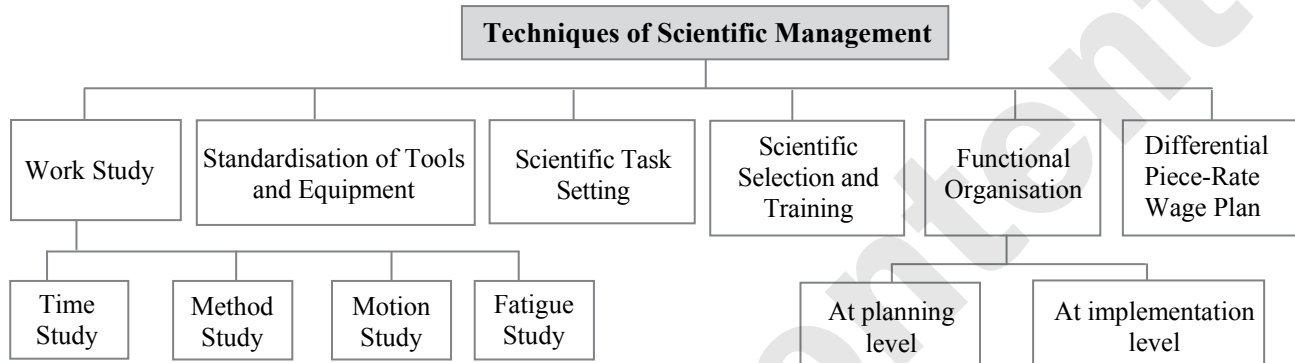 Techniques of Scientific Management
Work Study
Standardisation of Tools
and Equipment
Scientific Task
Setting
Scientific
Selection and
Training
Functional
Organisation
Differential
Piece-Rate
Wage Plan
Time
Study
Method
Study
Motion
Study
Fatigue
Study
At planning
level
At implementation
level